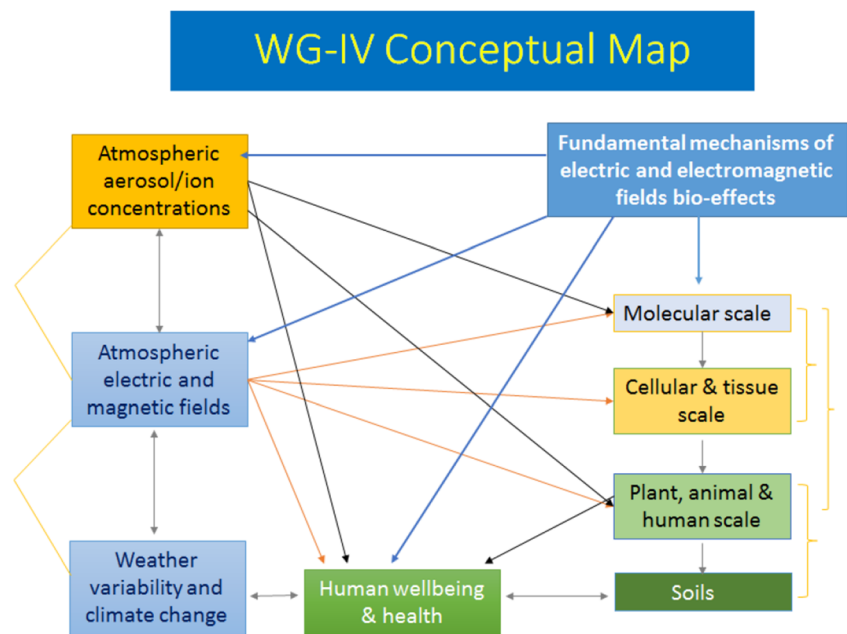 WG-IV Conceptual Map
Atmospheric
aerosol/ion
concentrations
Fundamental mechanisms of
electric and electromagnetic
fields bio-effects
Molecular scale
Atmospheric
electric and
magnetic fields
Cellular & tissue
scale
Plant, animal &
human scale
Weather
variability and
climate change
Human wellbeing
& health
Soils